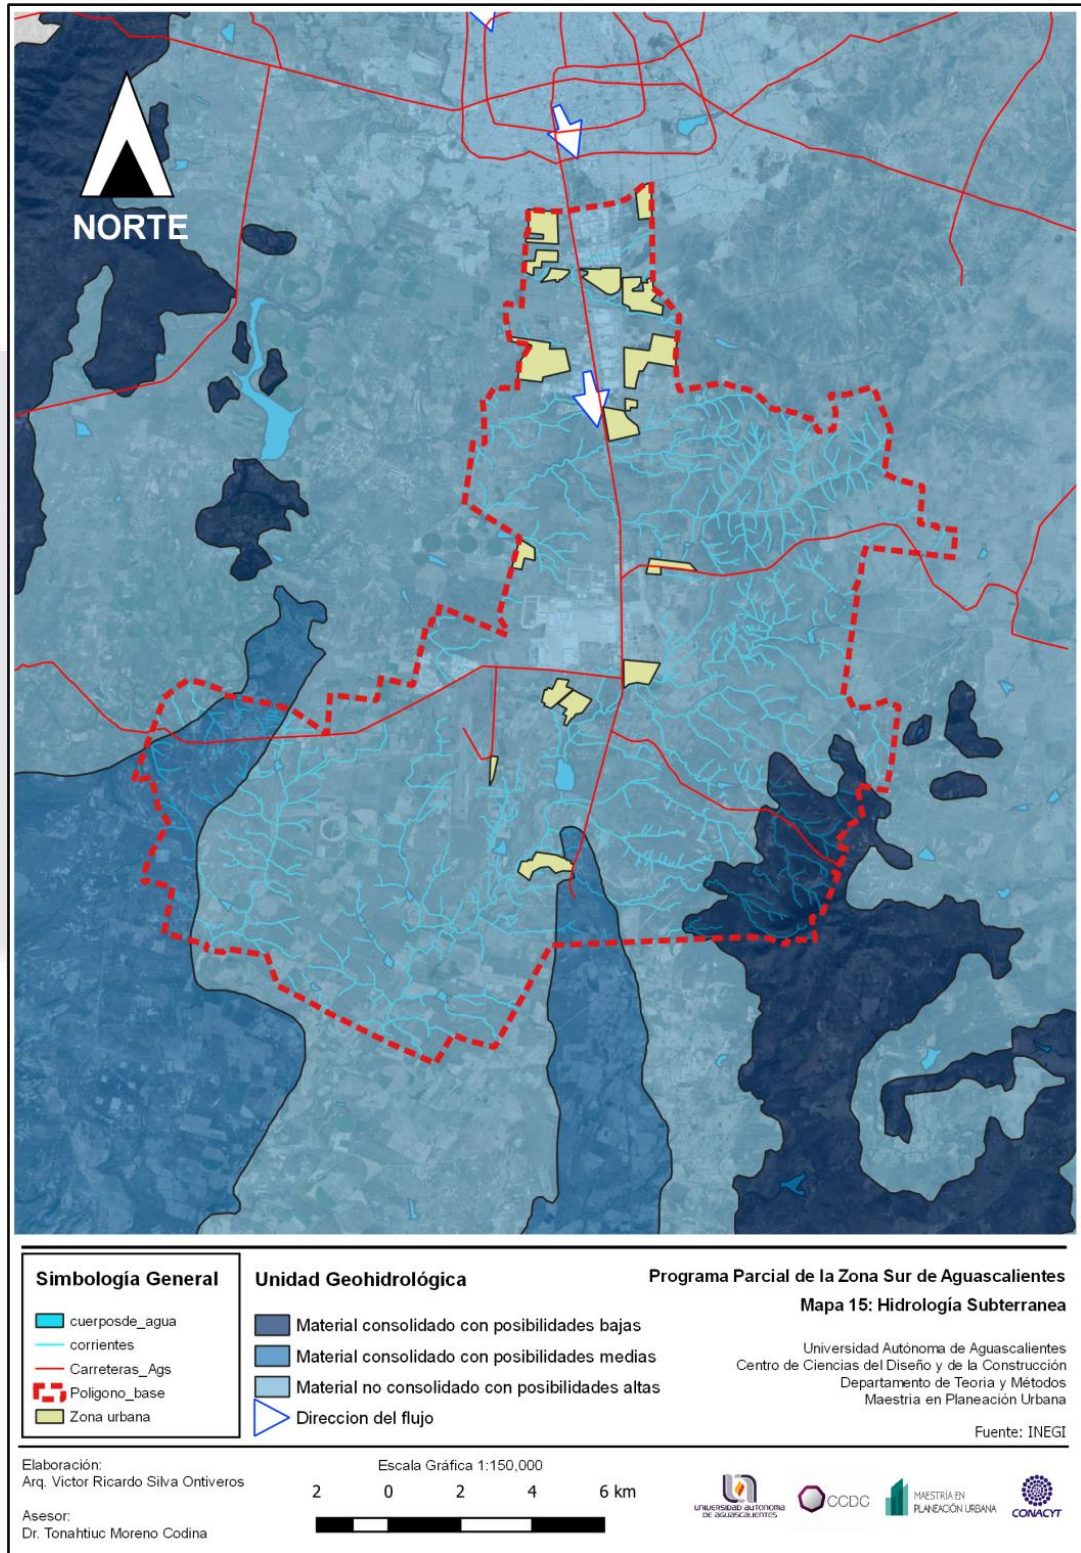 NORTE
Simbología General
cuerposde_agua
corrientes
Carreteras_Ags
Poligono_base
Zona urbana
Unidad Geohidrológica
Material consolidado con posibilidades bajas
Material consolidado con posibilidades medias
Material no consolidado con posibilidades altas
Direccion del flujo
Programa Parcial de la Zona Sur de Aguascalientes
Mapa 15: Hidrología Subterranea
Universidad Autónoma de Aguascalientes
Centro de Ciencias del Diseño y de la Construcción
Departamento de Teoria y Métodos
Maestria en Planeación Urbana
Fuente: INEGI
Elaboración:
Arq. Victor Ricardo Silva Ontiveros
Asesor:
Dr. Tonahtiuc Moreno Codina
Escala Gráfica 1:150,000
2 0 2 4 6 km
UNIVERSIDAD AUTONOMA
DE AGUASCALIENTES
CCDC
MAESTRÍA EN
PLANEACIÓN URBANA
CONACYT